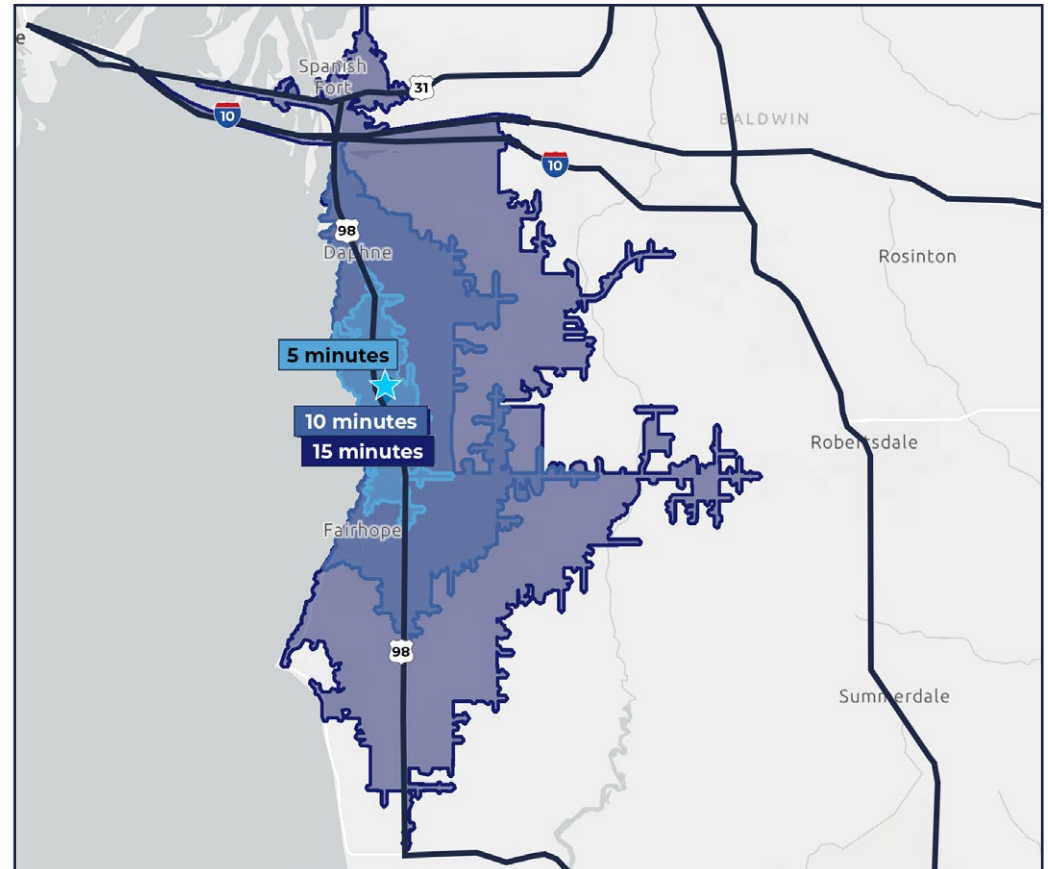 e
Spanish
Fort
31
10
BALDWIN
10
98
Daphne
Rosinton
5 minutes
10 minutes
15 minutes
Robertsdale
Fairhope
98
Summerdale